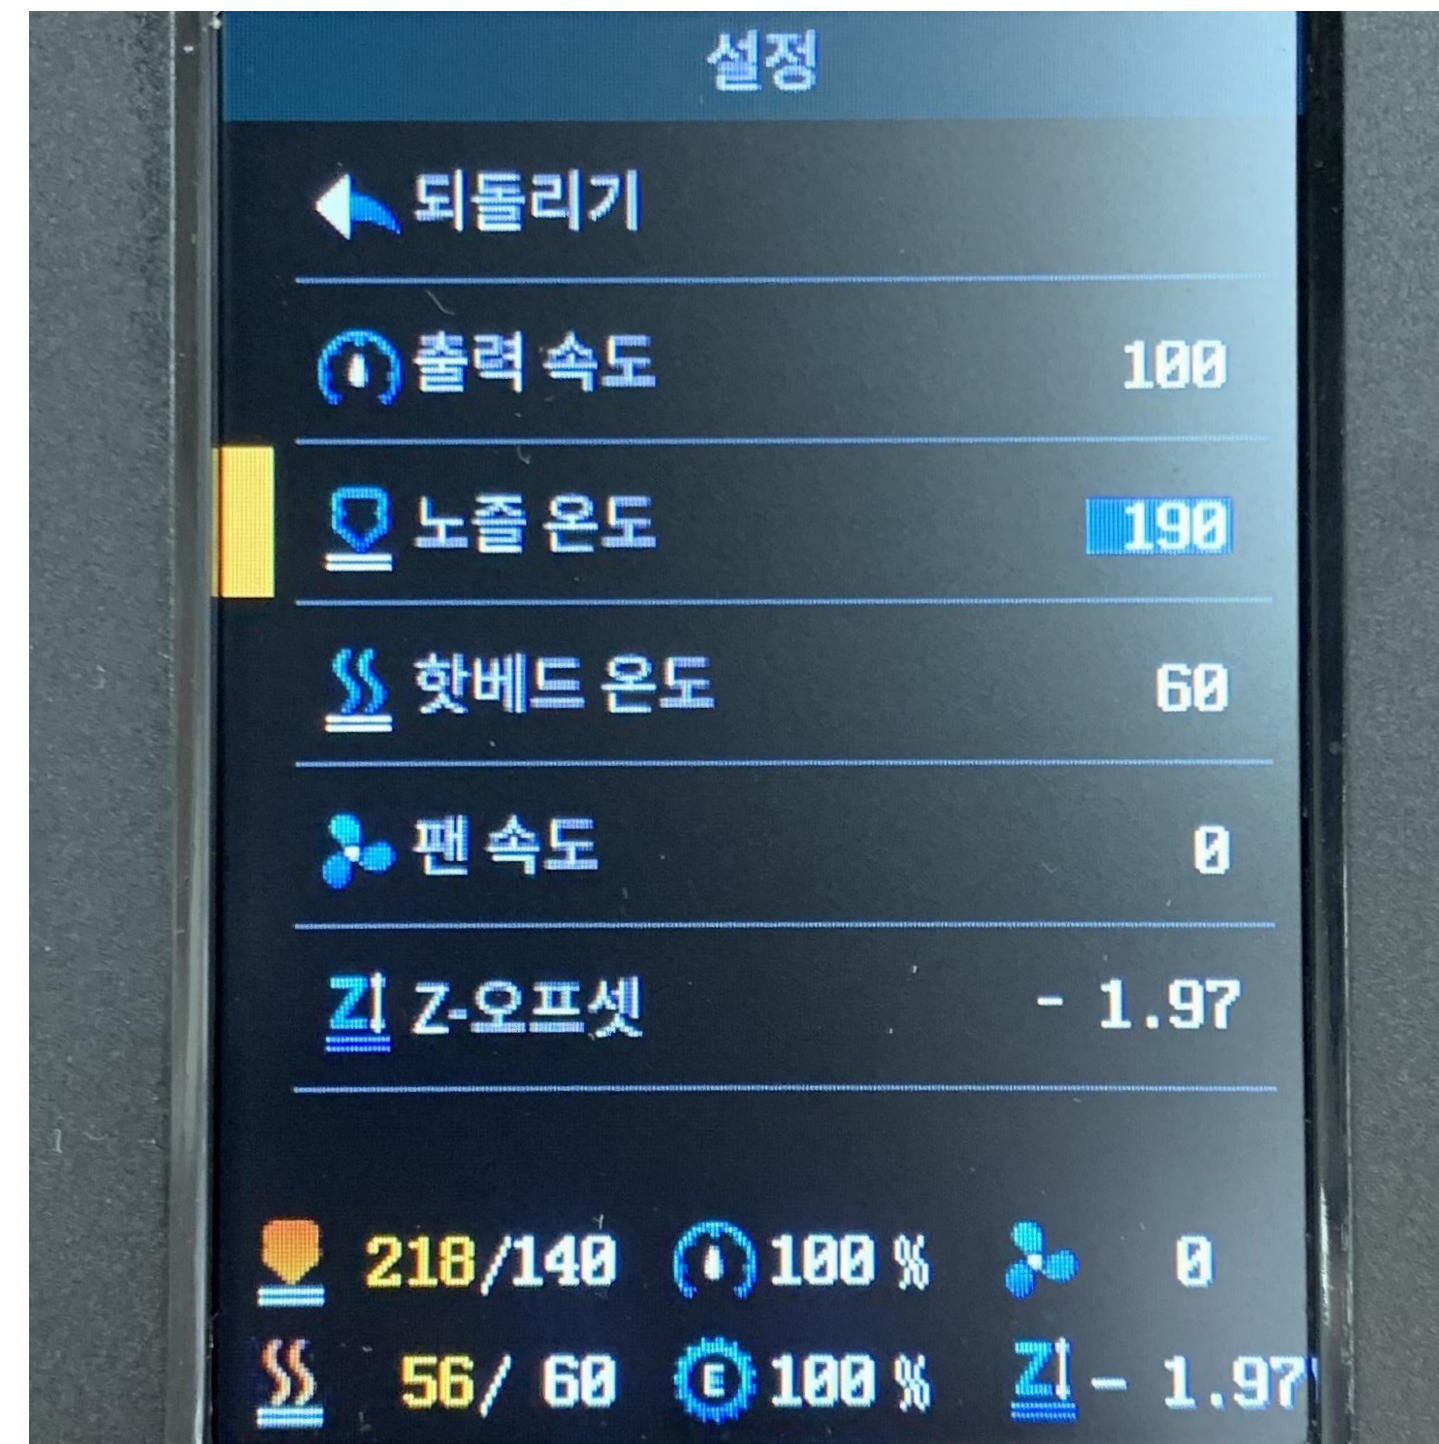 설정
되돌리기
출력 속도 100
노즐 온도 190
핫베드 온도 60
팬 속도 0
Z-오프셋 - 1.97
218/140 100 % 0
56/ 60 E 100 % Z - 1.97